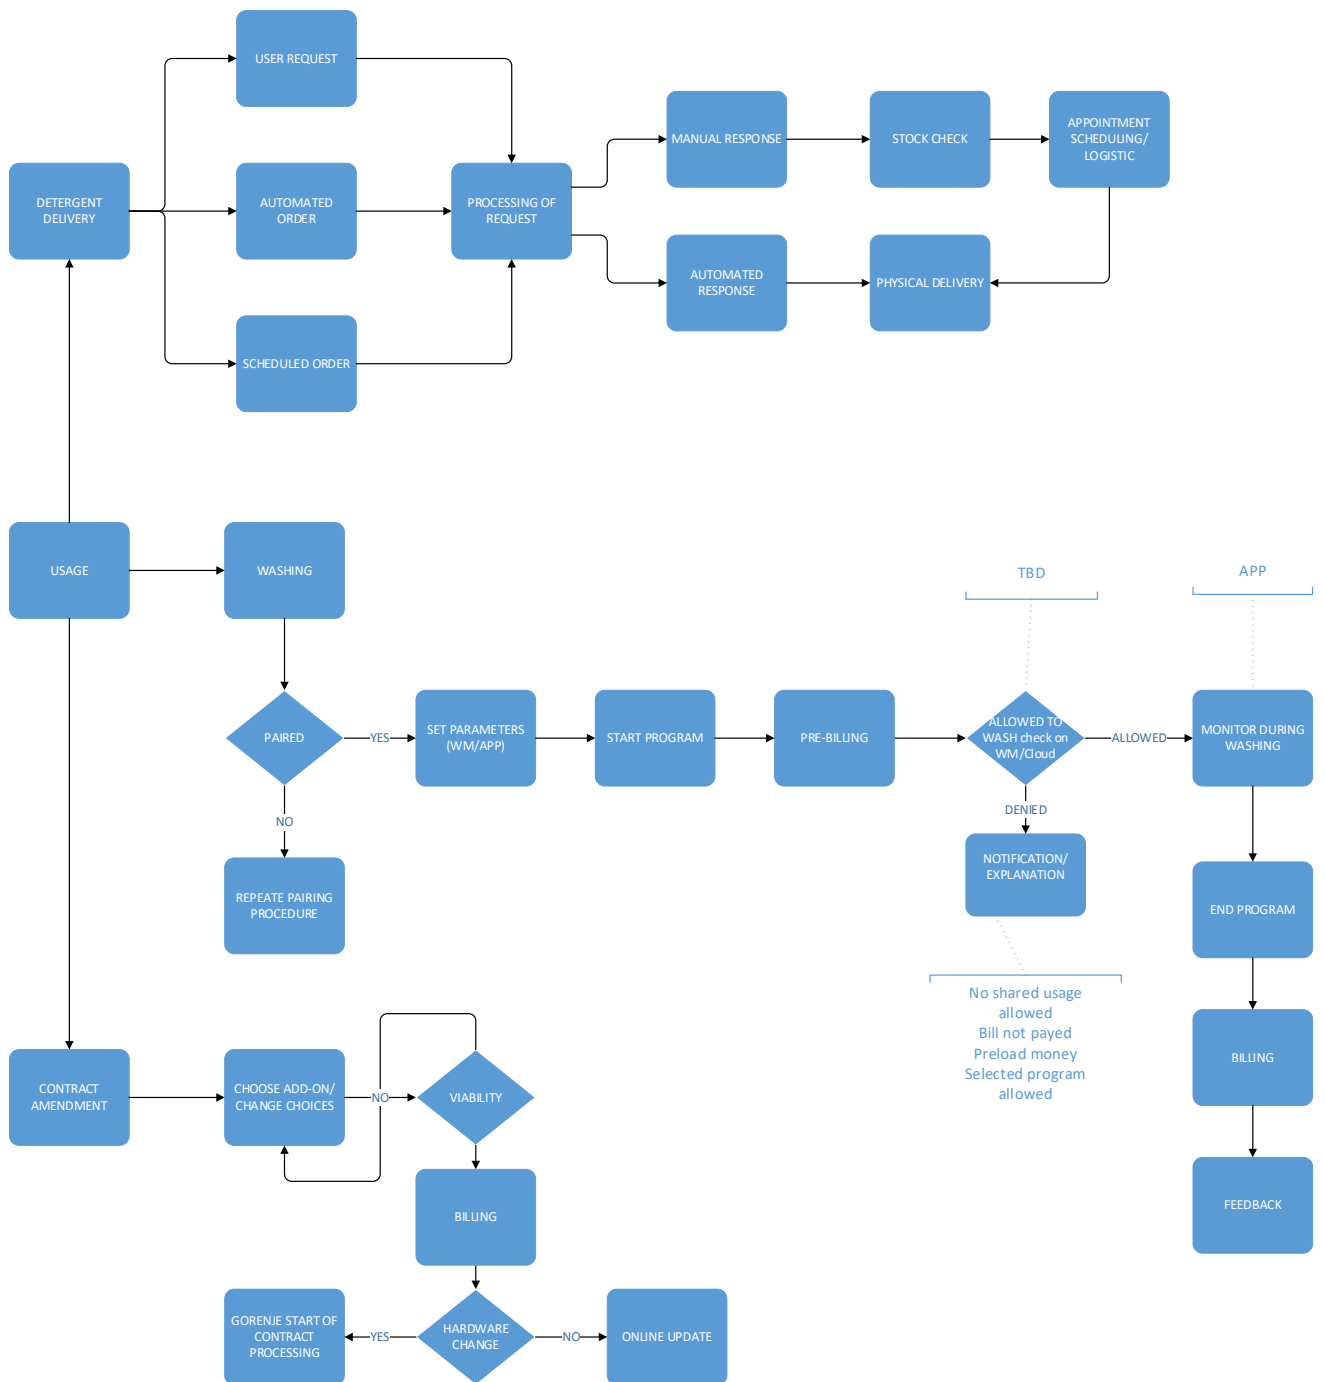 USER REQUEST
MANUAL RESPONSE
STOCK CHECK
APPOINTMENT
SCHEDULING/
LOGISTIC
DETERGENT
DELIVERY
AUTOMATED
ORDER
PROCESSING OF
REQUEST
AUTOMATED
RESPONSE
PHYSICAL DELIVERY
SCHEDULED ORDER
USAGE
WASHING
TBD
APP
PAIRED
YES
SET PARAMETERS
(WM/APP)
START PROGRAM
PRE-BILLING
ALLOWED TO
WASH check on
WM/Cloud
ALLOWED
MONITOR DURING
WASHING
NO
DENIED
REPEATE PAIRING
PROCEDURE
NOTIFICATION/
EXPLANATION
END PROGRAM
No shared usage
allowed
Bill not payed
Preload money
Selected program
allowed
BILLING
CONTRACT
AMENDMENT
CHOOSE ADD-ON/
CHANGE CHOICES
NO
VIABILITY
BILLING
FEEDBACK
GORENJE START OF
CONTRACT
PROCESSING
YES
HARDWARE
CHANGE
NO
ONLINE UPDATE